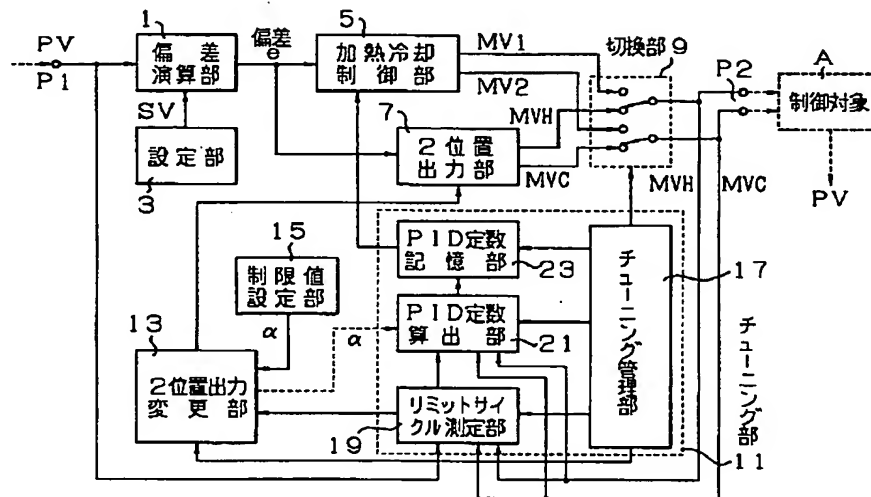 PV
P1
1
偏差
演算部
偏差
e
5
加熱冷却
制御部
MV1
MV2
切換部
9
P2
A
制御対象
PV
SV
設定部
3
7
2位置
出力部
MVH
MVC
MVH
MVC
15
制限値
設定部
α
α
13
2位置出力
変更部
PID定数
記憶部
23
PID定数
算出部
21
リミットサイ
クル測定部
19
チューニング管理部
17
チューニング部
11